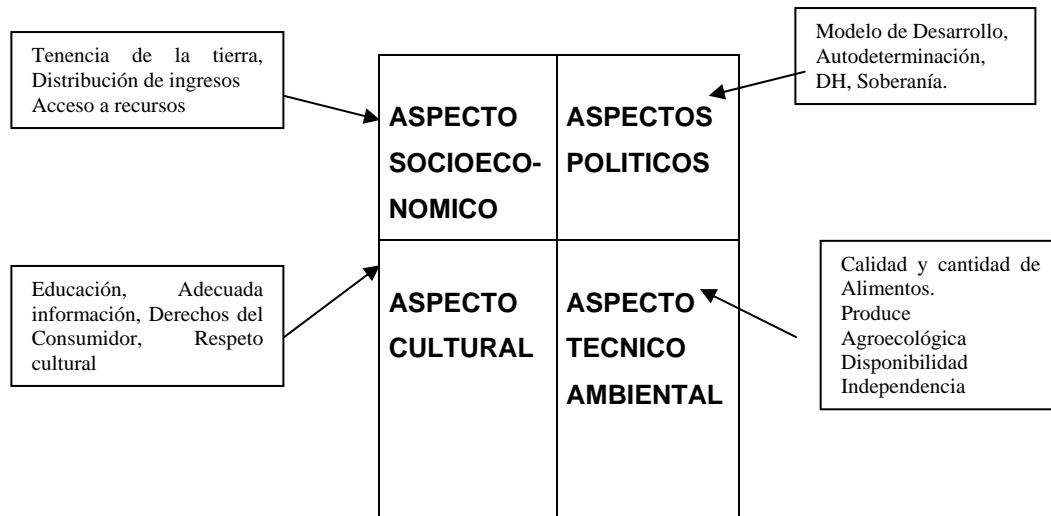 Tenencia de la tierra,
Distribución de ingresos
Acceso a recursos
Modelo de Desarrollo,
Autodeterminación,
DH, Soberanía.
ASPECTO
SOCIOECO-
NOMICO
ASPECTOS
POLITICOS
Educación, Adecuada
información, Derechos del
Consumidor, Respeto
cultural
ASPECTO
CULTURAL
ASPECTO
TECNICO
AMBIENTAL
Calidad y cantidad de
Alimentos.
Produce
Agroecológica
Disponibilidad
Independencia